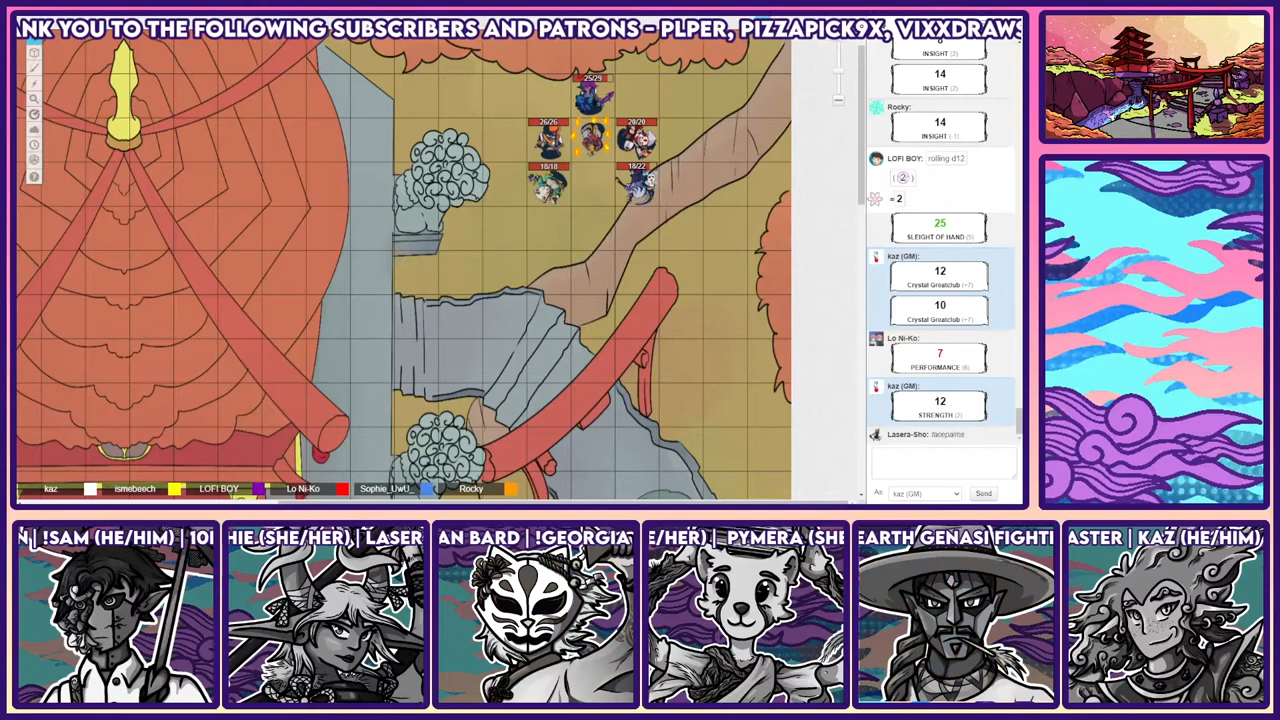 NK YOU TO THE FOLLOWING SUBSCRIBERS AND PATRONS - PLPER, PIZZAPICK9X, VIXXDRAWS
25/29
26/26
20/20
18/18
18/22
INSIGHT (2)
14
INSIGHT (2)
Rocky:
14
INSIGHT (-1)
LOFI BOY: rolling d12
(2)
= 2
25
SLEIGHT OF HAND (5)
kaz (GM):
12
Crystal Greatclub (+7)
10
Crystal Greatclub (+7)
Lo Ni-Ko:
7
PERFORMANCE (6)
kaz (GM):
12
STRENGTH (7)
Lasera-Sho: facepalms
As: kaz (GM) Send
kaz ismebeech LOFI BOY Lo Ni-Ko Sophie_UwU_ Rocky
N | !SAM (HE/HIM) | 10
HIE (SHE/HER) | LASER
AN BARD | !GEORGIA
E/HER) | PYMERA (SHE
EARTH GENASI FIGHTI
ASTER | KAZ (HE/HIM)